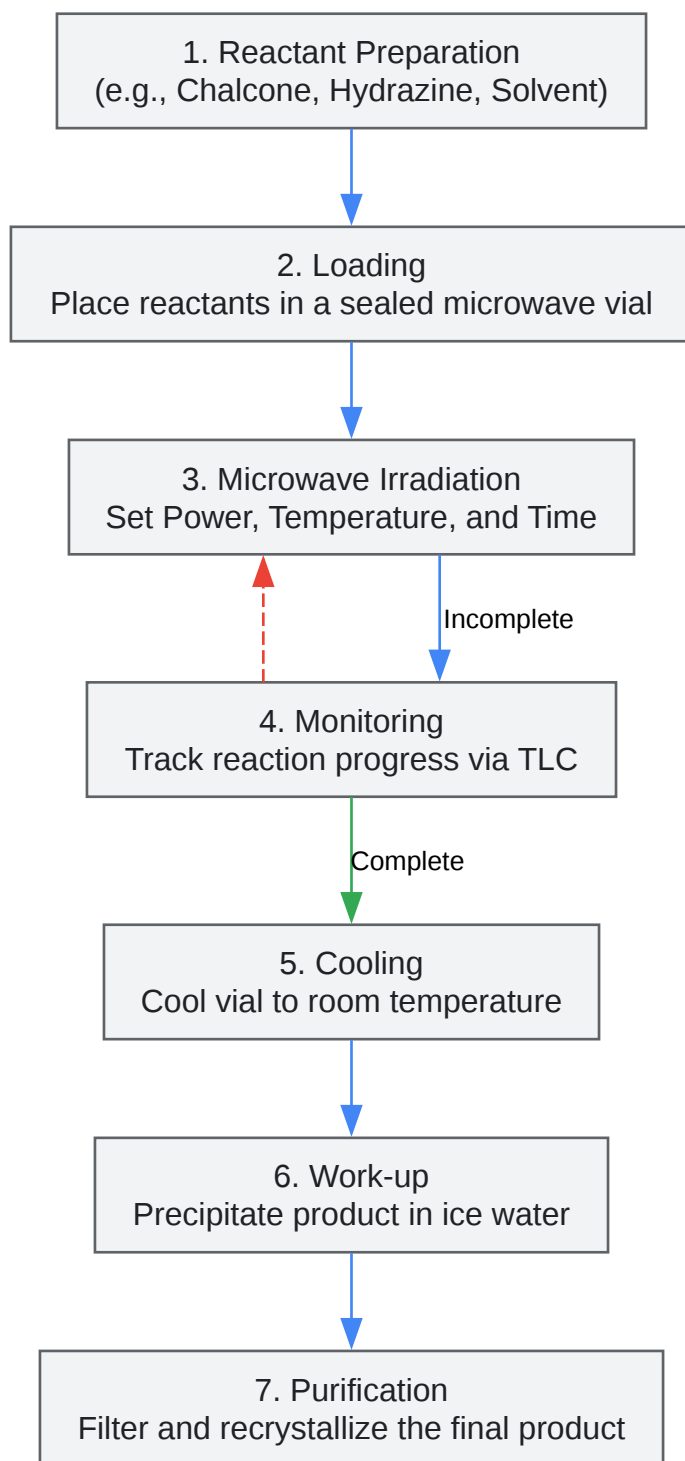 1. Reactant Preparation
(e.g., Chalcone, Hydrazine, Solvent)
2. Loading
Place reactants in a sealed microwave vial
3. Microwave Irradiation
Set Power, Temperature, and Time
Incomplete
4. Monitoring
Track reaction progress via TLC
Complete
5. Cooling
Cool vial to room temperature
6. Work-up
Precipitate product in ice water
7. Purification
Filter and recrystallize the final product